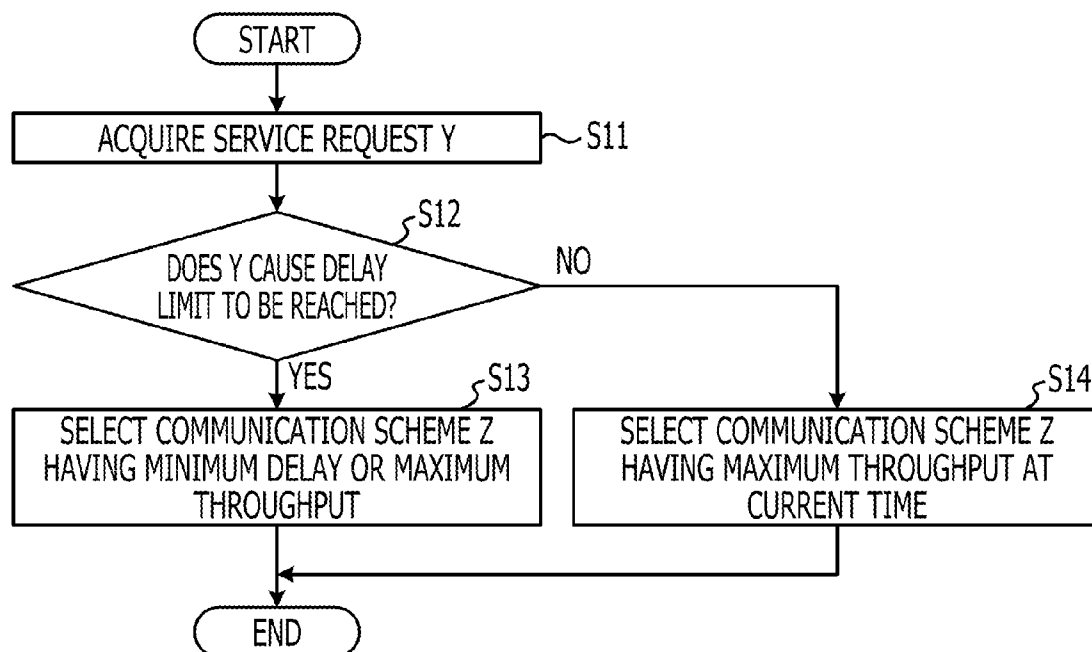 START
ACQUIRE SERVICE REQUEST Y
S11
S12
DOES Y CAUSE DELAY
LIMIT TO BE REACHED?
NO
YES
S13
SELECT COMMUNICATION SCHEME Z
HAVING MINIMUM DELAY OR MAXIMUM
THROUGHPUT
S14
SELECT COMMUNICATION SCHEME Z
HAVING MAXIMUM THROUGHPUT AT
CURRENT TIME
END